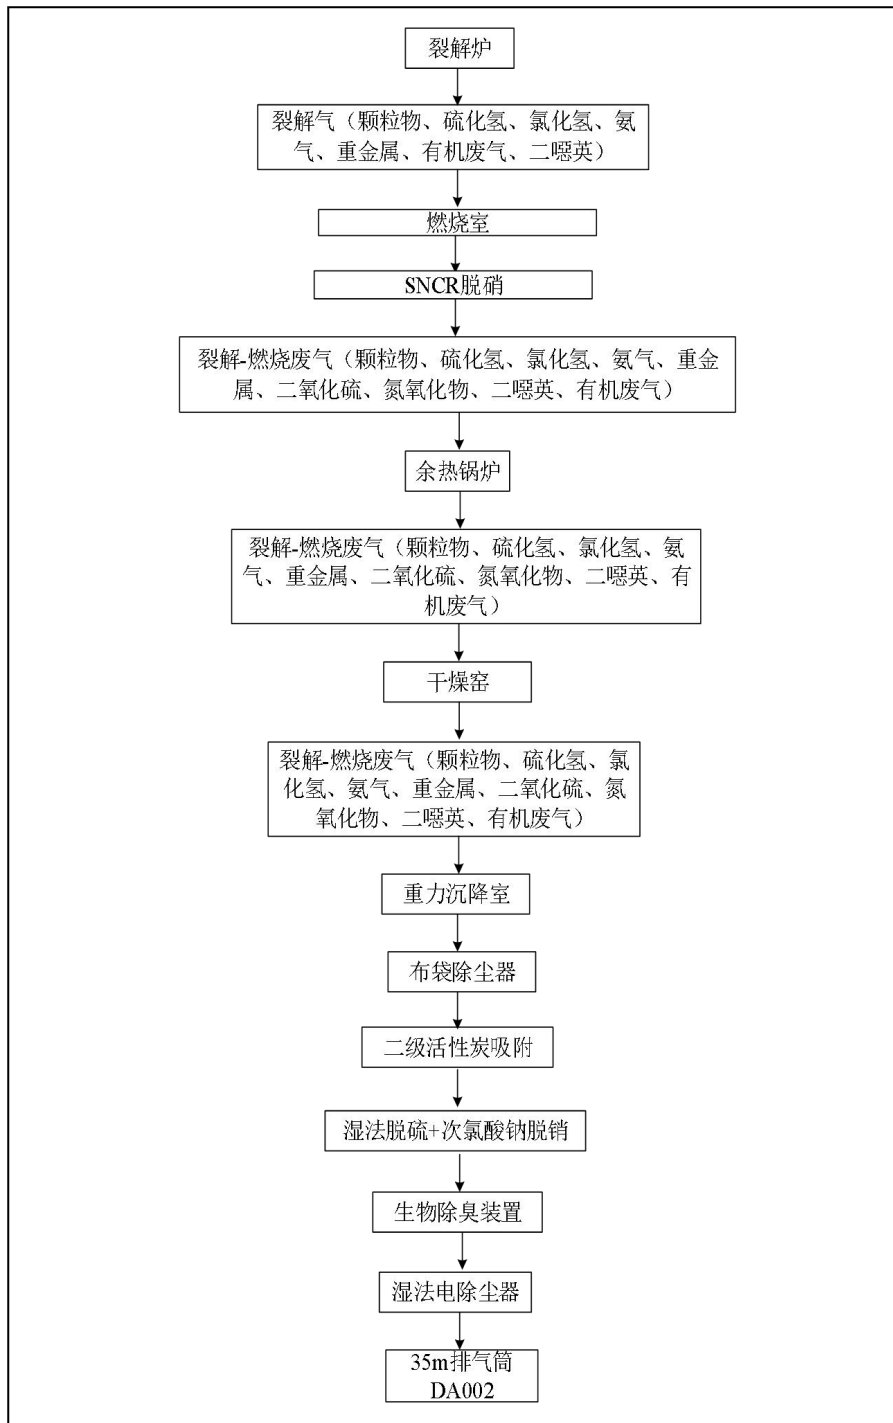 裂解炉
裂解气（颗粒物、硫化氢、氯化氢、氨
气、重金属、有机废气、二噁英）
燃烧室
SNCR脱硝
裂解-燃烧废气（颗粒物、硫化氢、氯化氢、氨气、重金
属、二氧化硫、氮氧化物、二噁英、有机废气）
余热锅炉
裂解-燃烧废气（颗粒物、硫化氢、氯化氢、氨
气、重金属、二氧化硫、氮氧化物、二噁英、有
机废气）
干燥窑
裂解-燃烧废气（颗粒物、硫化氢、氯
化氢、氨气、重金属、二氧化硫、氮
氧化物、二噁英、有机废气）
重力沉降室
布袋除尘器
二级活性炭吸附
湿法脱硫+次氯酸钠脱销
生物除臭装置
湿法电除尘器
35m排气筒
DA002